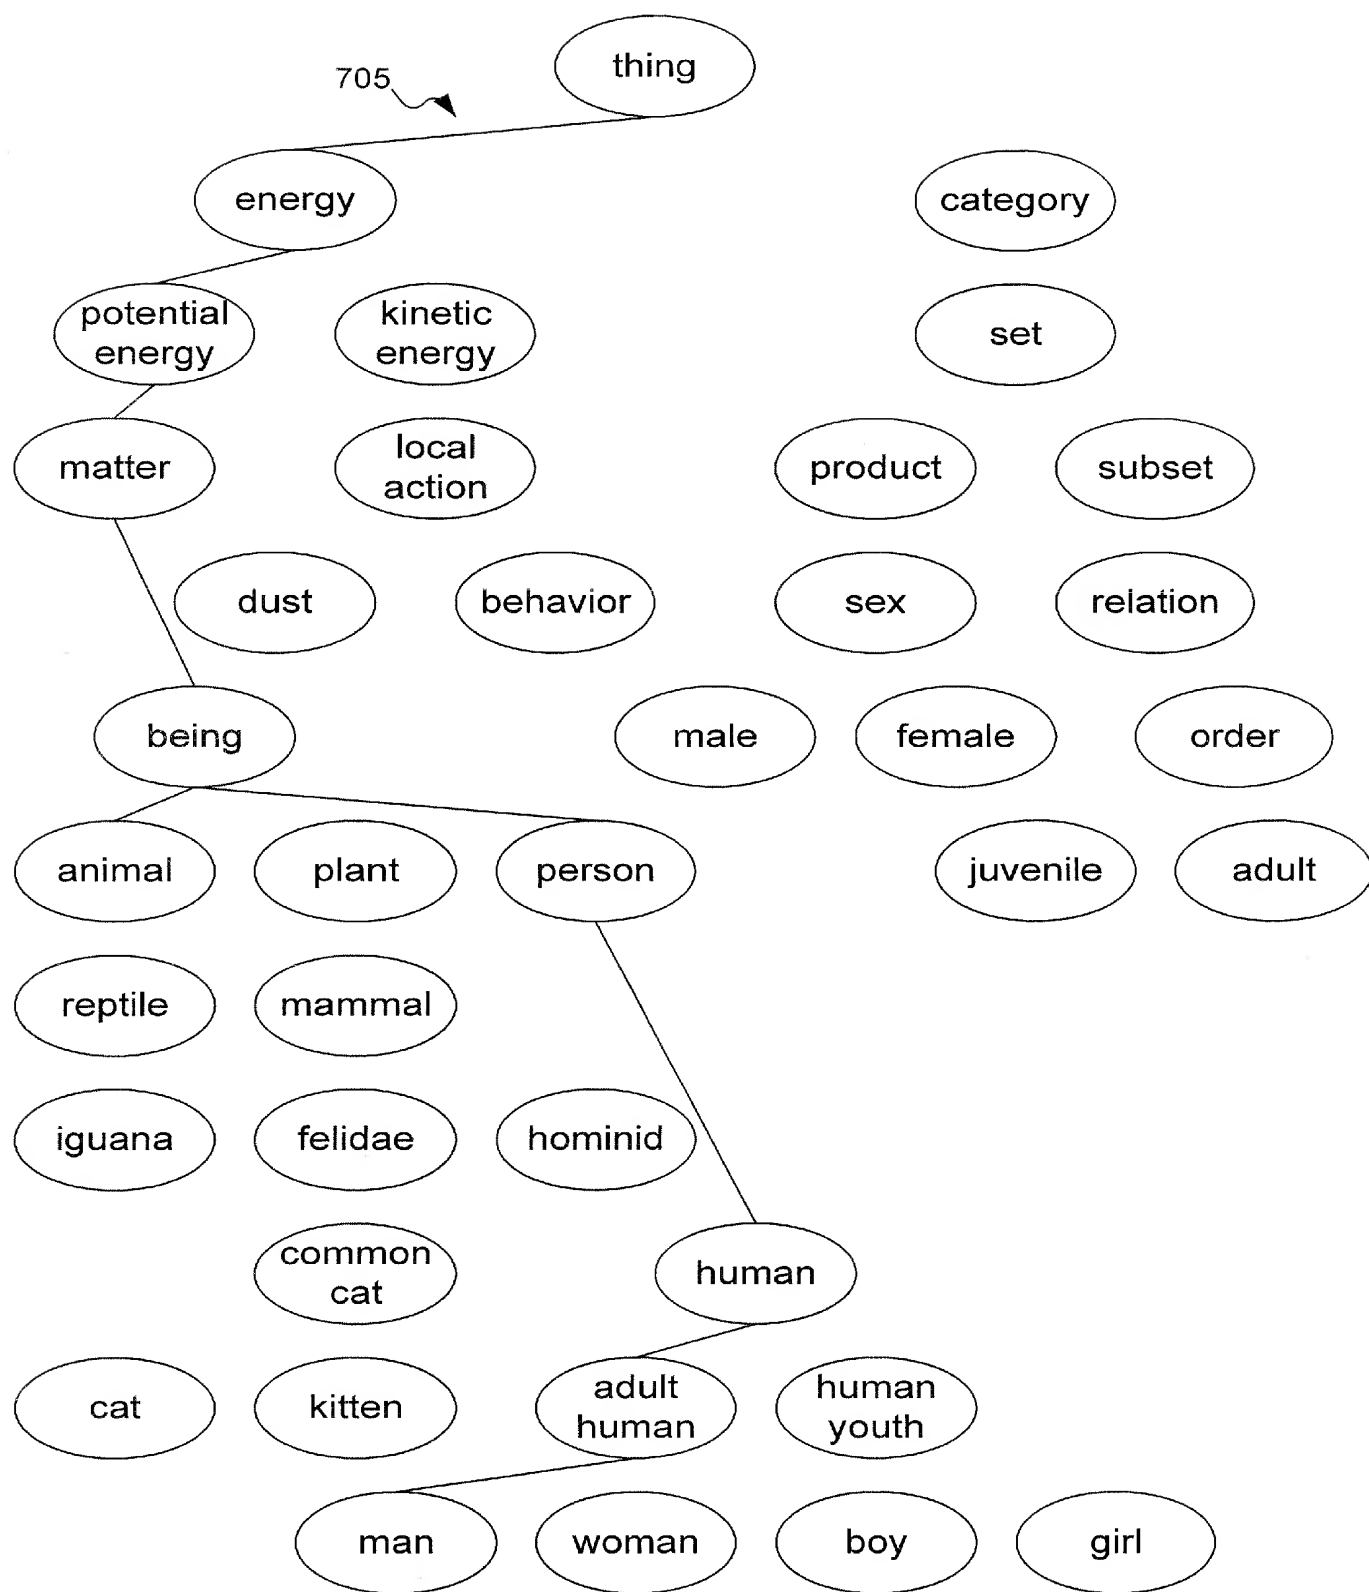 thing
705
energy
category
potential
energy
kinetic
energy
set
matter
local
action
product
subset
dust
behavior
sex
relation
being
male
female
order
animal
plant
person
juvenile
adult
reptile
mammal
iguana
felidae
hominid
common
cat
human
cat
kitten
adult
human
human
youth
man
woman
boy
girl